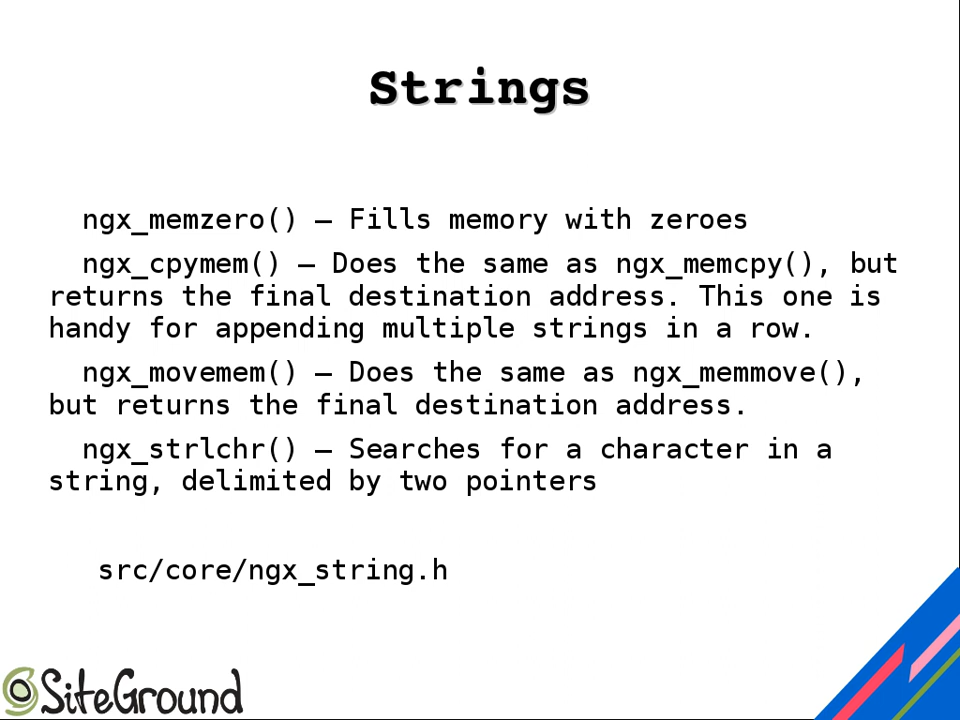 Strings
ngx_memzero() – Fills memory with zeroes
ngx_cpymem() – Does the same as ngx_memcpy(), but
returns the final destination address. This one is
handy for appending multiple strings in a row.
ngx_movemem() – Does the same as ngx_memmove(),
but returns the final destination address.
ngx_strlchr() – Searches for a character in a
string, delimited by two pointers
src/core/ngx_string.h
SiteGround